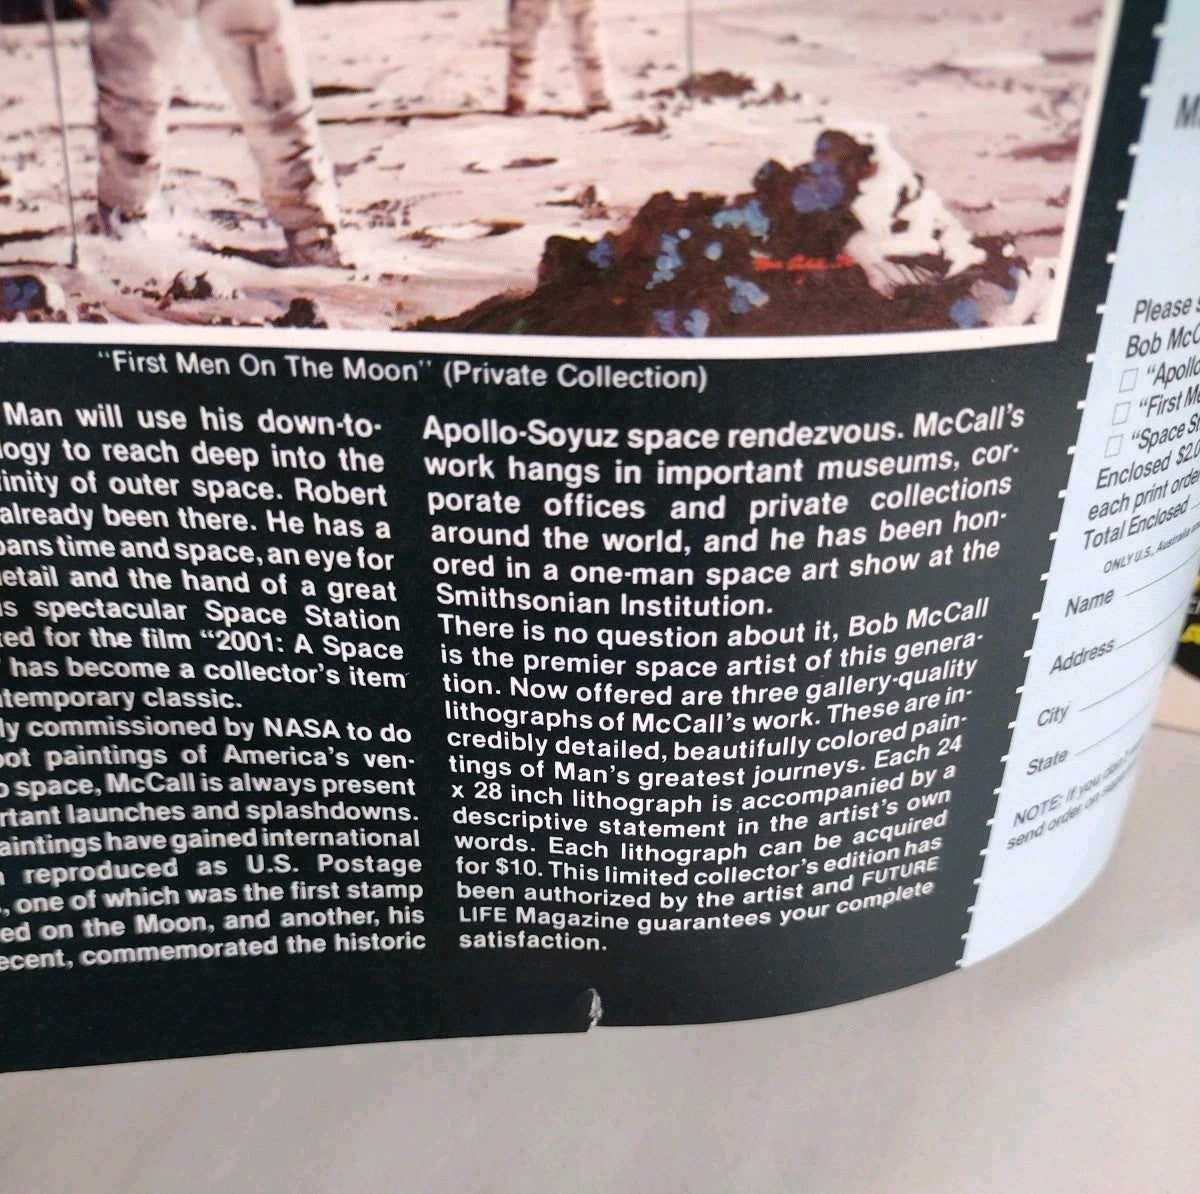 "First Men On The Moon" (Private Collection)
Man will use his down-to-
logy to reach deep into the
inity of outer space. Robert
already been there. He has a
pans time and space, an eye for
etail and the hand of a great
s spectacular Space Station
ed for the film "2001: A Space
has become a collector's item
temporary classic.
ly commissioned by NASA to do
ot paintings of America's ven-
o space, McCall is always present
rtant launches and splashdowns.
aintings have gained international
reproduced as U.S. Postage
, one of which was the first stamp
ed on the Moon, and another, his
ecent, commemorated the historic
Apollo-Soyuz space rendezvous. McCall's
work hangs in important museums, cor-
porate offices and private collections
around the world, and he has been hon-
ored in a one-man space art show at the
Smithsonian Institution.
There is no question about it, Bob McCall
is the premier space artist of this genera-
tion. Now offered are three gallery-quality
lithographs of McCall's work. These are in-
credibly detailed, beautifully colored pain-
tings of Man's greatest journeys. Each 24
x 28 inch lithograph is accompanied by a
descriptive statement in the artist's own
words. Each lithograph can be acquired
for $10. This limited collector's edition has
been authorized by the artist and FUTURE
LIFE Magazine guarantees your complete
satisfaction.
Please
Bob McC
"Apollo
"First Me
"Space St
Enclosed $2.0
each print orde
Total Enclosed
ONLY U.S., Australia
Name
Address
City
State
NOTE: If you don't
send order on